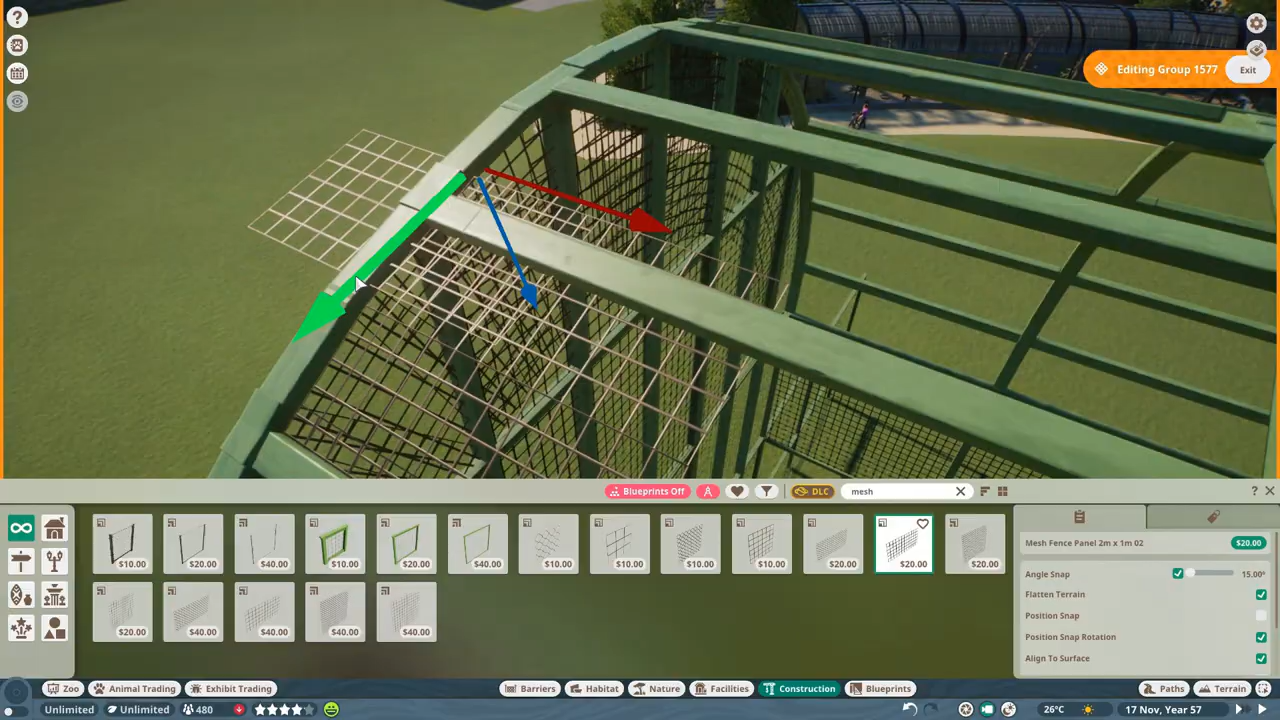 ?
Editing Group 1577
Exit
Blueprints Off
DLC
mesh
?
$10.00
$20.00
$40.00
$10.00
$20.00
$40.00
$10.00
$10.00
$10.00
$10.00
$20.00
$20.00
$20.00
$20.00
$40.00
$40.00
$40.00
$40.00
Mesh Fence Panel 2m x 1m 02
$20.00
Angle Snap
15.00°
Flatten Terrain
Position Snap
Position Snap Rotation
Align To Surface
Zoo
Animal Trading
Exhibit Trading
Barriers
Habitat
Nature
Facilities
Construction
Blueprints
Paths
Terrain
Unlimited
Unlimited
480
26°C
17 Nov, Year 57